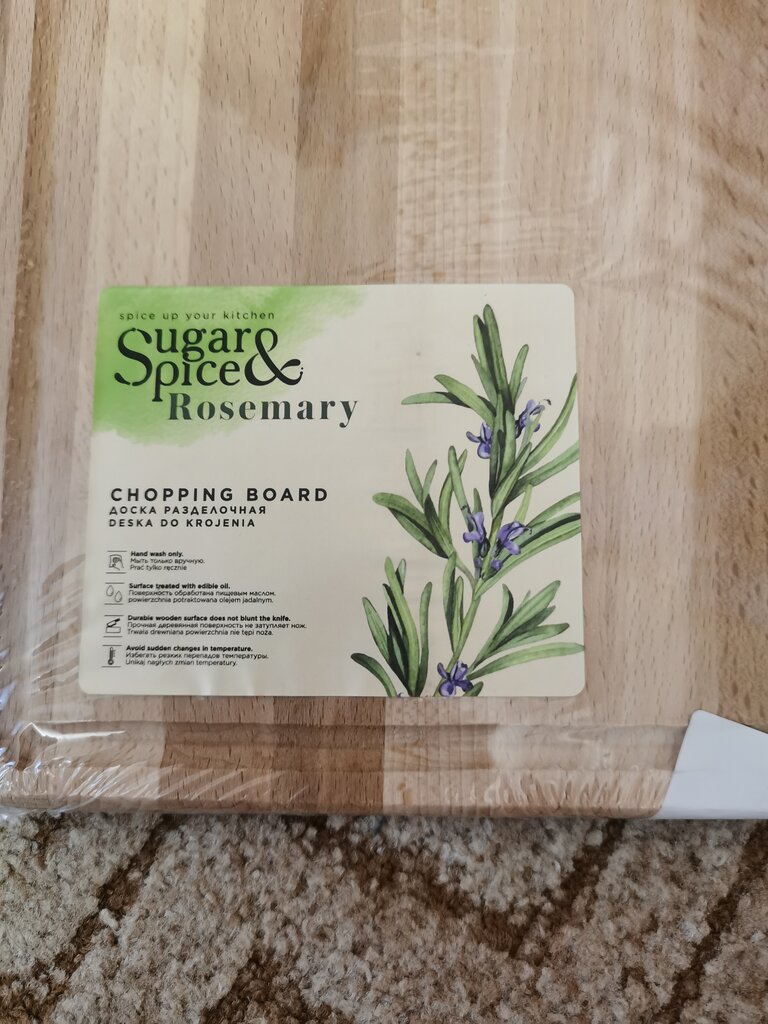 spice up your kitchen
Sugar &
Spice
Rosemary
CHOPPING BOARD
ДОСКА РАЗДЕЛОЧНАЯ
DESKA DO KROJENIA
Hand wash only.
Мыть только вручную.
Prać tylko ręcznie
Surface treated with edible oil.
Поверхность обработана пищевым маслом.
powierzchnia potraktowana olejem jadalnym.
Durable wooden surface does not blunt the knife.
Прочная деревянная поверхность не затупляет нож.
Trwała drewniana powierzchnia nie tępi noża.
Avoid sudden changes in temperature.
Избегать резких перепадов температуры.
Unikaj nagłych zmian temperatury.